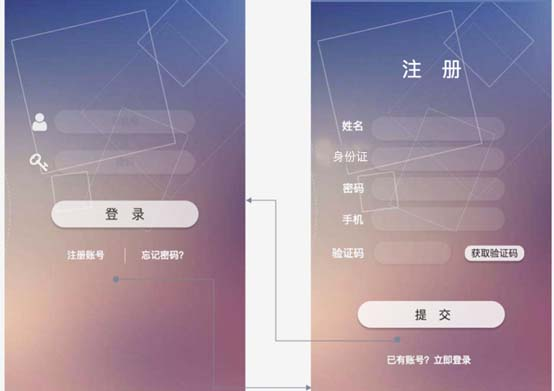 登 录
注册账号
忘记密码?
注 册
姓名
身份证
密码
手机
验证码
获取验证码
提 交
已有账号? 立即登录